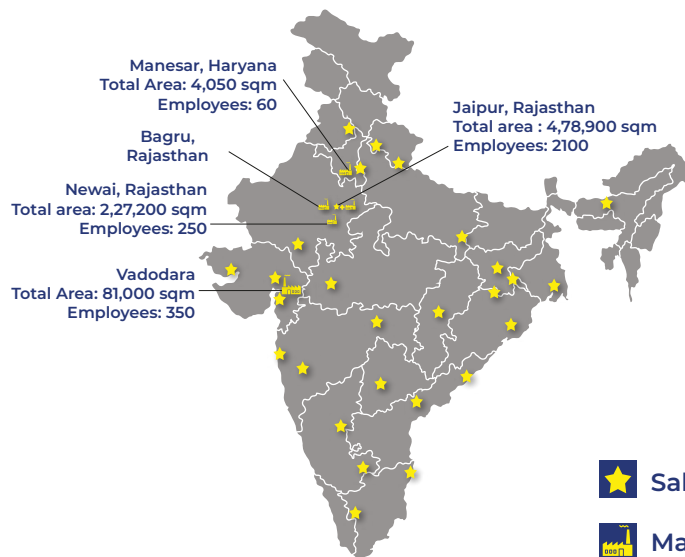 Manesar, Haryana
Total Area: 4,050 sqm
Employees: 60
Jaipur, Rajasthan
Total area : 4,78,900 sqm
Employees: 2100
Bagru,
Rajasthan
Newai, Rajasthan
Total area: 2,27,200 sqm
Employees: 250
Vadodara
Total Area: 81,000 sqm
Employees: 350